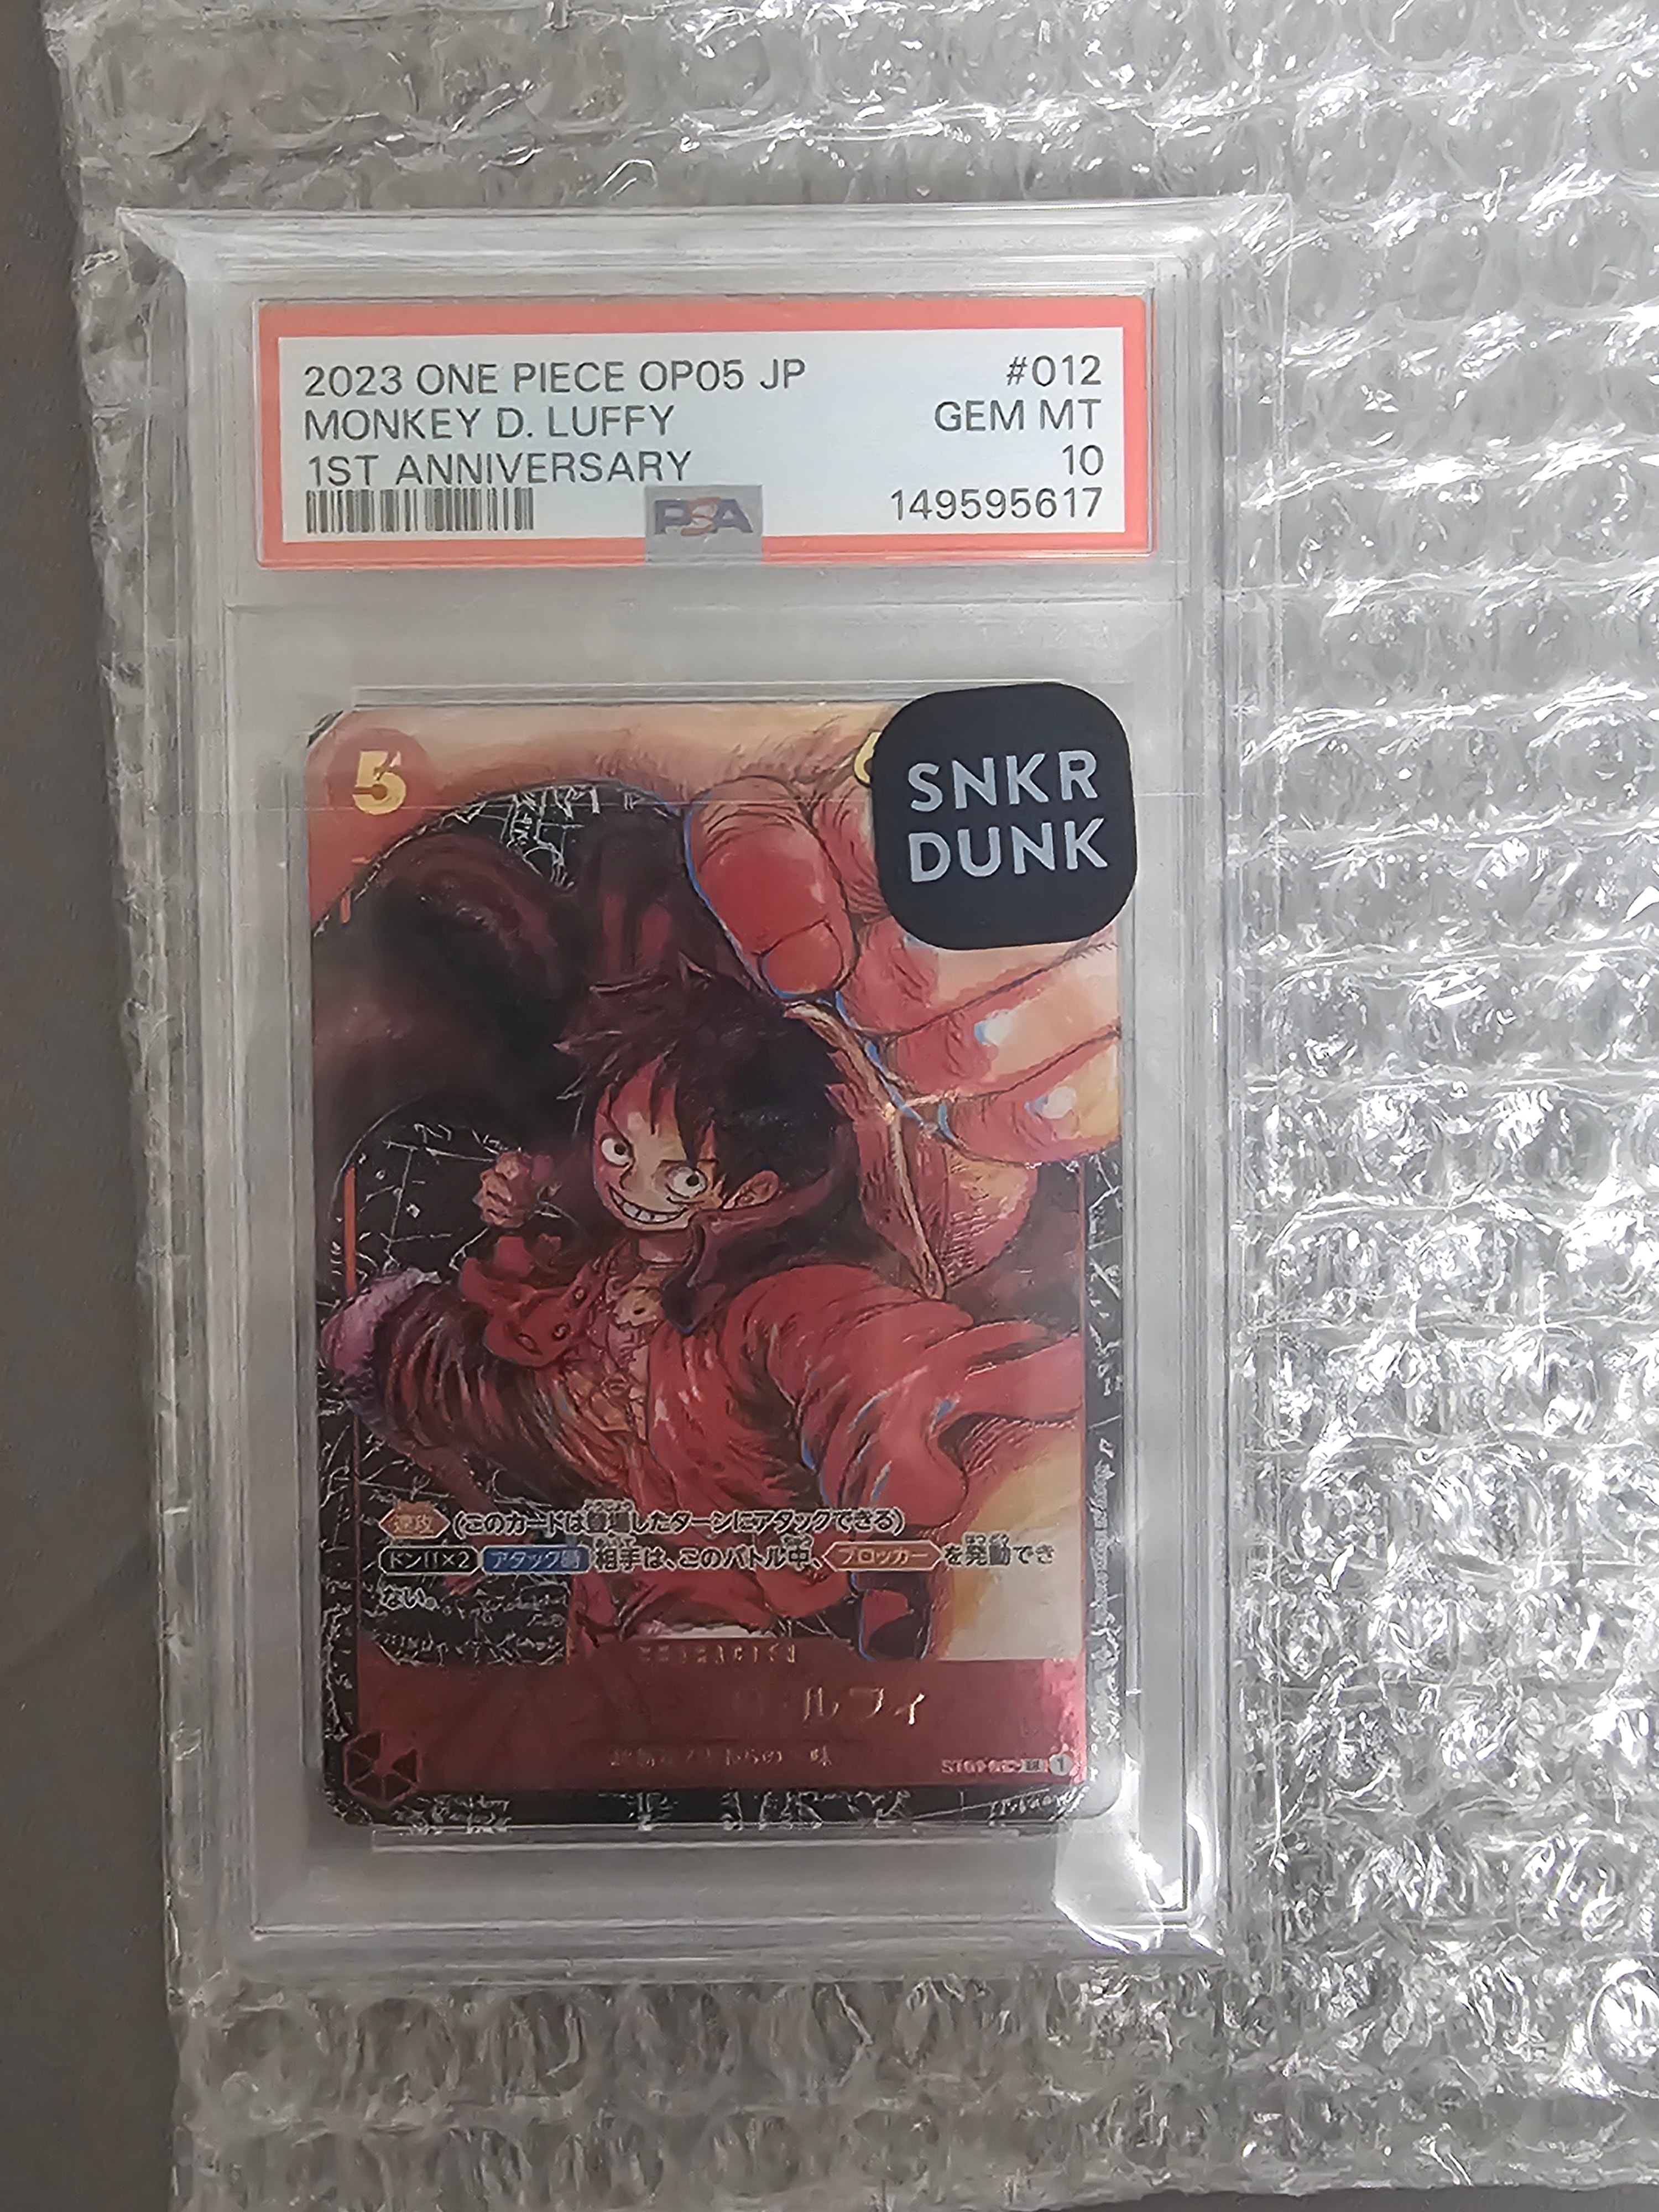 2023 ONE PIECE OP05 JP #012
MONKEY D. LUFFY GEM MT
1ST ANNIVERSARY 10
PSA 149595617
5
SNKR
DUNK
速攻 (このカードは登場したターンにアタックできる)
ドン!!×2 アタック時 相手は、このバトル中、ブロッカーを発動でき
ない。
ルフィ
1